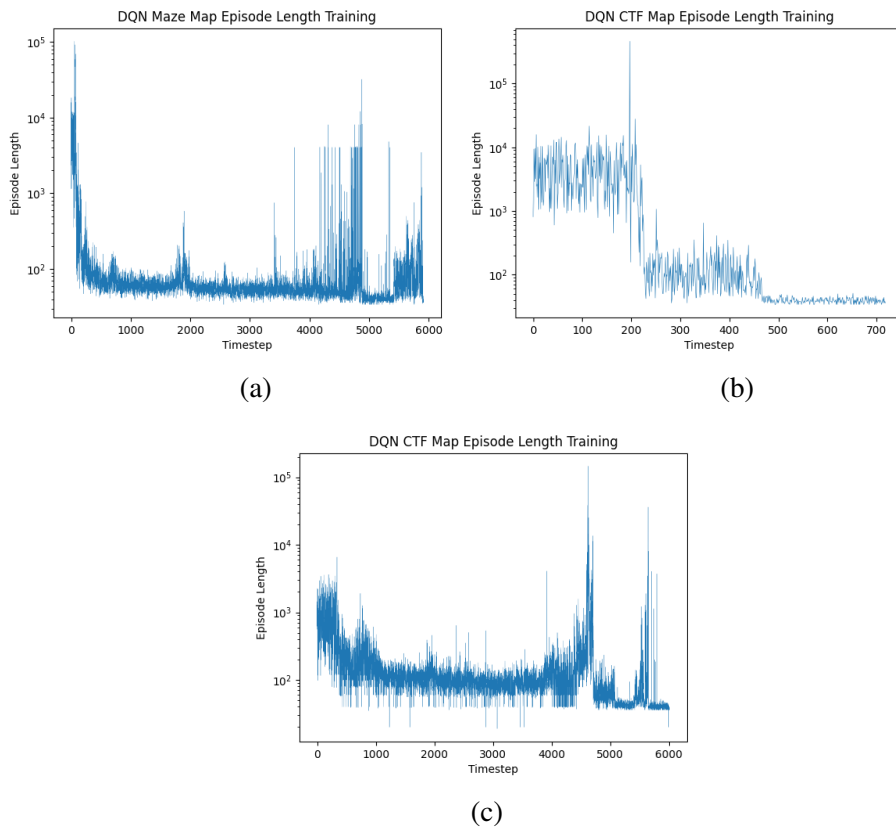 DQN Maze Map Episode Length Training
10^5
10^4
10^3
10^2
Episode Length
0 1000 2000 3000 4000 5000 6000
Timestep
(a)
DQN CTF Map Episode Length Training
10^5
10^4
10^3
10^2
Episode Length
0 100 200 300 400 500 600 700
Timestep
(b)
DQN CTF Map Episode Length Training
10^5
10^4
10^3
10^2
Episode Length
0 1000 2000 3000 4000 5000 6000
Timestep
(c)